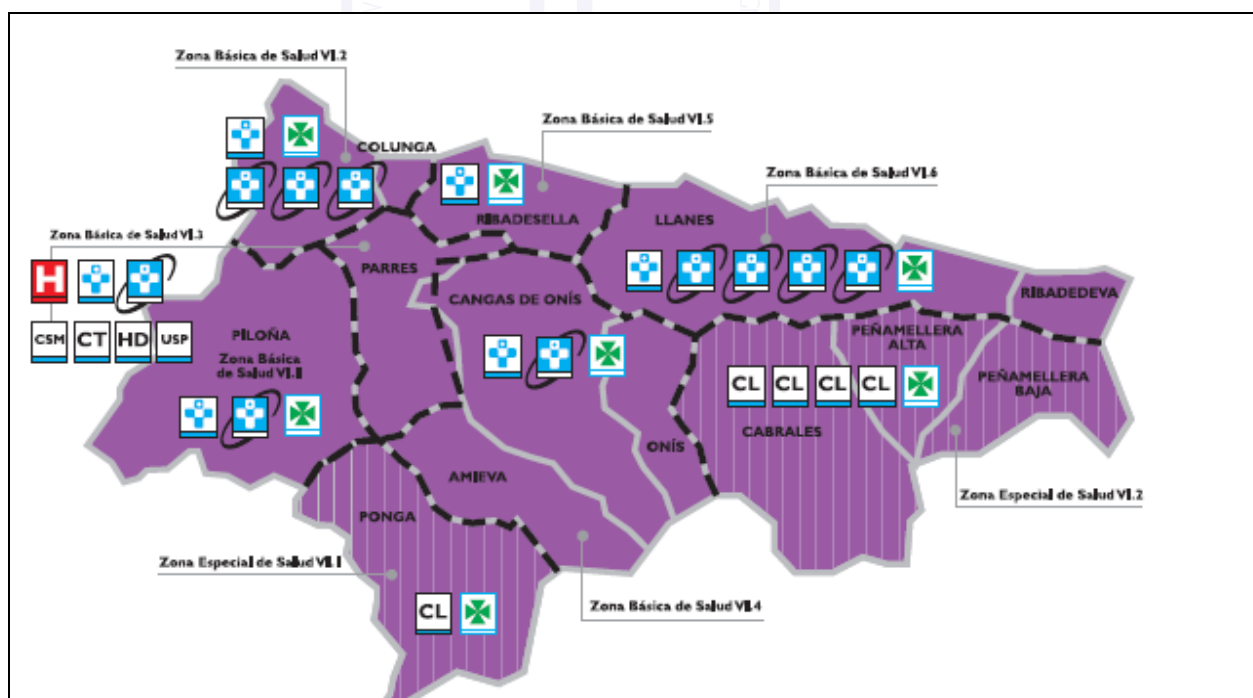 Zona Básica de Salud VI.2
COLUNGA
Zona Básica de Salud VI.5
Zona Básica de Salud VI.6
RIBADESELLA
LLANES
Zona Básica de Salud VI.3
H
PARRES
CANGAS DE ONÍS
RIBADEDEVA
CSM
CT
HD
USP
PILOÑA
Zona Básica
de Salud VI.1
PEÑAMELLERA
ALTA
PEÑAMELLERA
BAJA
CL
CL
CL
CL
CABRALES
ONÍS
AMIEVA
Zona Especial de Salud VI.2
PONGA
Zona Especial de Salud VI.1
CL
Zona Básica de Salud VI.4